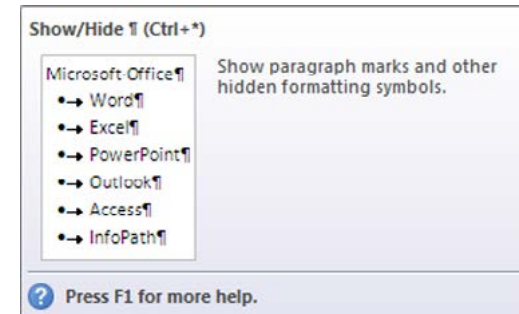 Show/Hide ¶ (Ctrl+*)
Microsoft·Office¶
•→ Word¶
•→ Excel¶
•→ PowerPoint¶
•→ Outlook¶
•→ Access¶
•→ InfoPath¶
Show paragraph marks and other
hidden formatting symbols.
? Press F1 for more help.